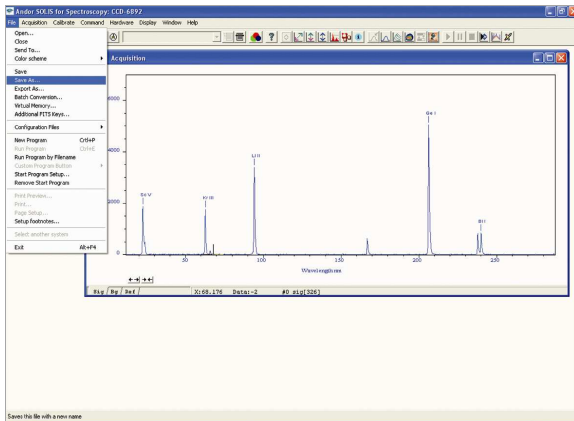 Andor SOLIS for Spectroscopy: CCD-6892
File Acquisition Calibrate Command Hardware Display Window Help
Open...
Close
Send To...
Color scheme
Save
Save As...
Export As...
Batch Conversion...
Virtual Memory...
Additional FITS Keys...
Configuration Files
New Program Crtl+P
Run Program Ctrl+E
Run Program by Filename
Custom Program Button
Start Program Setup...
Remove Start Program
Print Preview...
Print...
Page Setup...
Setup footnotes...
Select another system
Exit Alt+F4
Acquisition
6000
4000
2000
0
Li II
50
100
150
200
250
Wavelength nm
Sig Bg Ref X:68.176 Data:-2 #0 sig[326]
Saves this file with a new name